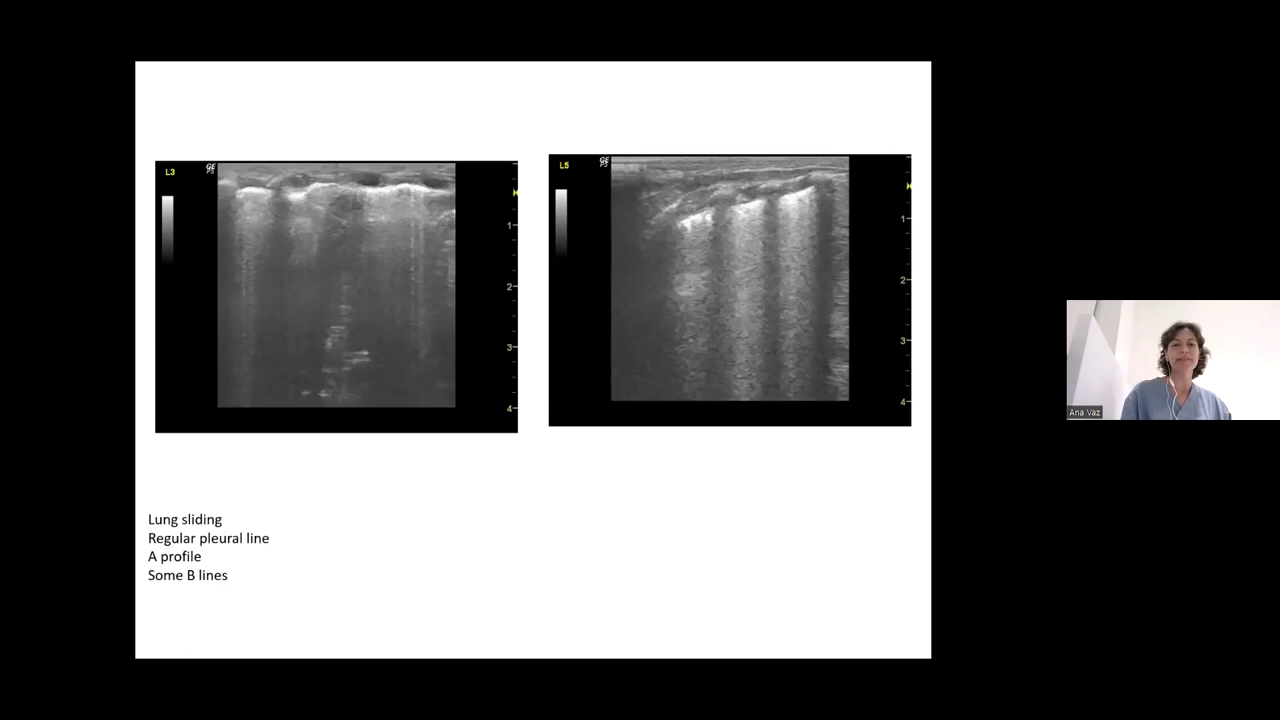 L3
GE
1
2
3
4
L5
GE
1
2
3
4
Lung sliding
Regular pleural line
A profile
Some B lines
Ana Vaz